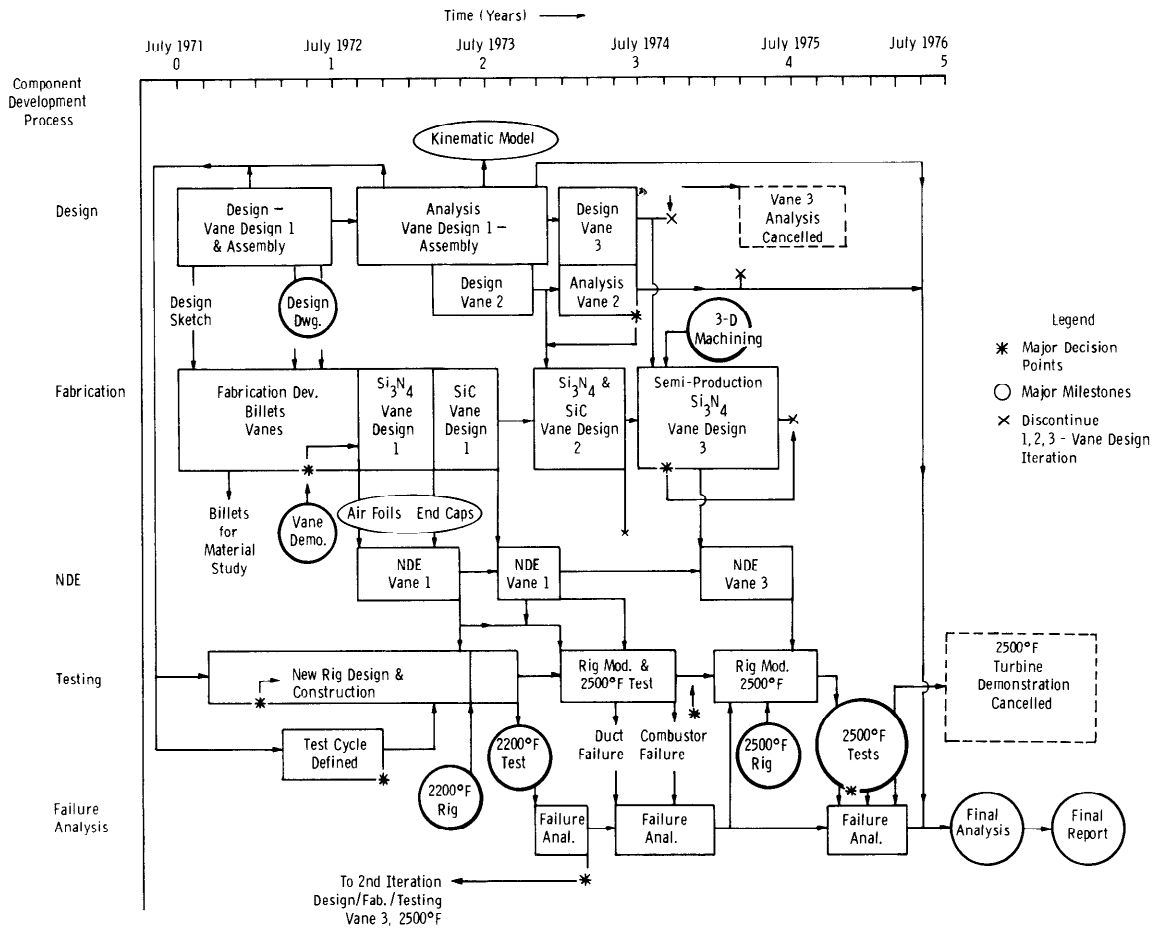 Time (Years)
July 1971 July 1972 July 1973 July 1974 July 1975 July 1976
0 1 2 3 4 5
Component
Development
Process
Kinematic Model
Design
Design –
Vane Design 1
& Assembly
Analysis
Vane Design 1 –
Assembly
Design
Vane
3
Vane 3
Analysis
Cancelled
Design
Vane 2
Analysis
Vane 2
Design
Sketch
Design
Dwg.
3-D
Machining
Legend
* Major Decision
Points
Major Milestones
× Discontinue
1,2,3 - Vane Design
Iteration
Fabrication
Fabrication Dev.
Billets
Vanes
Si3N4
Vane
Design
1
SiC
Vane
Design
1
Si3N4 &
SiC
Vane Design
2
Semi-Production
Si3N4
Vane Design
3
Billets
for
Material
Study
Vane
Demo.
Air Foils End Caps
NDE
NDE
Vane 1
NDE
Vane 1
NDE
Vane 3
Testing
New Rig Design &
Construction
Rig Mod. &
2500°F Test
Rig Mod.
2500°F
2500°F
Turbine
Demonstration
Cancelled
Test Cycle
Defined
2200°F
Rig
2200°F
Test
Duct
Failure
Combustor
Failure
2500°F
Rig
2500°F
Tests
Failure
Analysis
Failure
Anal.
Failure
Anal.
Failure
Anal.
Final
Analysis
Final
Report
To 2nd Iteration
Design/Fab./Testing
Vane 3, 2500°F